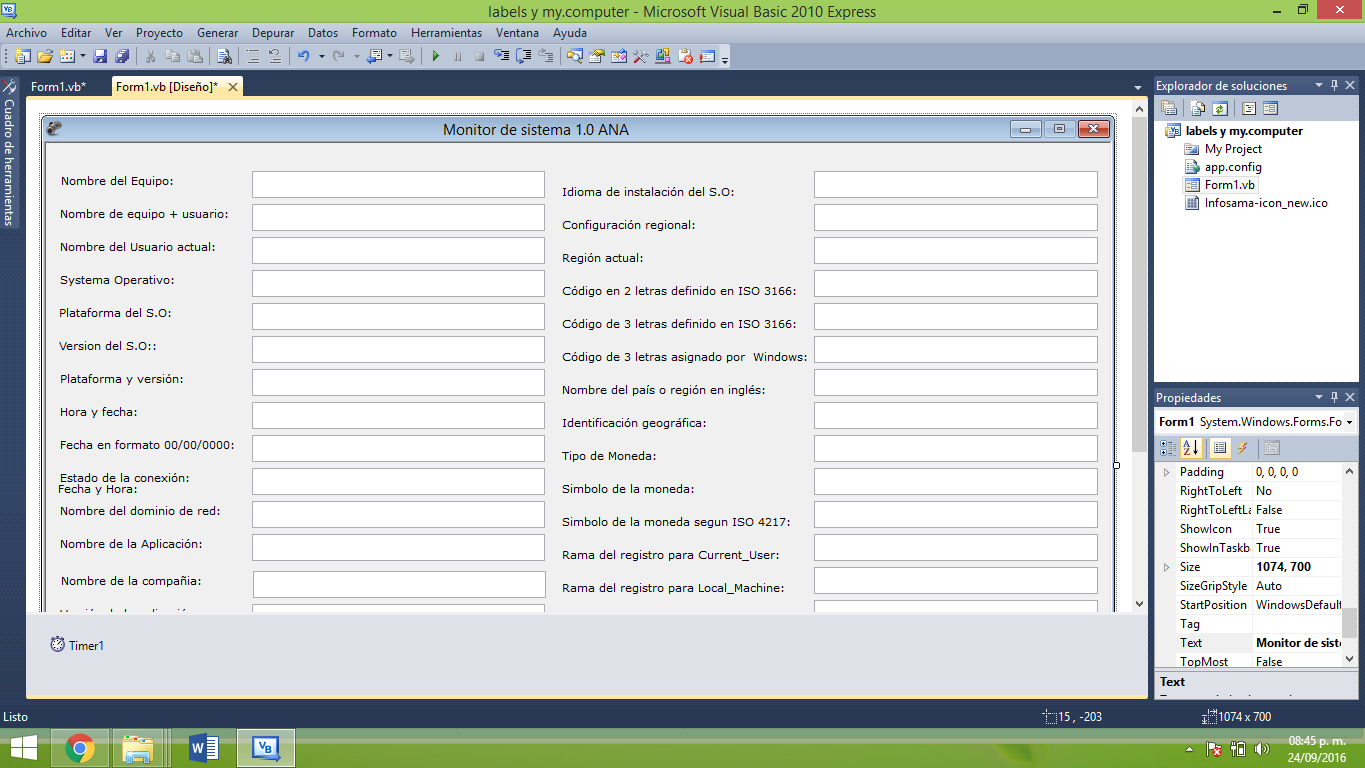 labels y my.computer - Microsoft Visual Basic 2010 Express
Archivo Editar Ver Proyecto Generar Depurar Datos Formato Herramientas Ventana Ayuda
Cuadro de herramientas
Form1.vb* Form1.vb [Diseño]*
Monitor de sistema 1.0 ANA
Nombre del Equipo:
Nombre de equipo + usuario:
Nombre del Usuario actual:
Systema Operativo:
Plataforma del S.O:
Version del S.O::
Plataforma y versión:
Hora y fecha:
Fecha en formato 00/00/0000:
Estado de la conexión:
Fecha y Hora:
Nombre del dominio de red:
Nombre de la Aplicación:
Nombre de la compañia:
Idioma de instalación del S.O:
Configuración regional:
Región actual:
Código en 2 letras definido en ISO 3166:
Código de 3 letras definido en ISO 3166:
Código de 3 letras asignado por Windows:
Nombre del país o región en inglés:
Identificación geográfica:
Tipo de Moneda:
Simbolo de la moneda:
Simbolo de la moneda segun ISO 4217:
Rama del registro para Current_User:
Rama del registro para Local_Machine:
Timer1
Explorador de soluciones
VB labels y my.computer
My Project
app.config
Form1.vb
Infosama-icon_new.ico
Propiedades
Form1 System.Windows.Forms.Fo
Padding 0, 0, 0, 0
RightToLeft No
RightToLeftLa False
ShowIcon True
ShowInTaskb True
Size 1074, 700
SizeGripStyle Auto
StartPosition WindowsDefault
Tag
Text Monitor de siste
TopMost False
Text
Listo 15 , -203 1074 x 700
VB
08:45 p. m.
24/09/2016